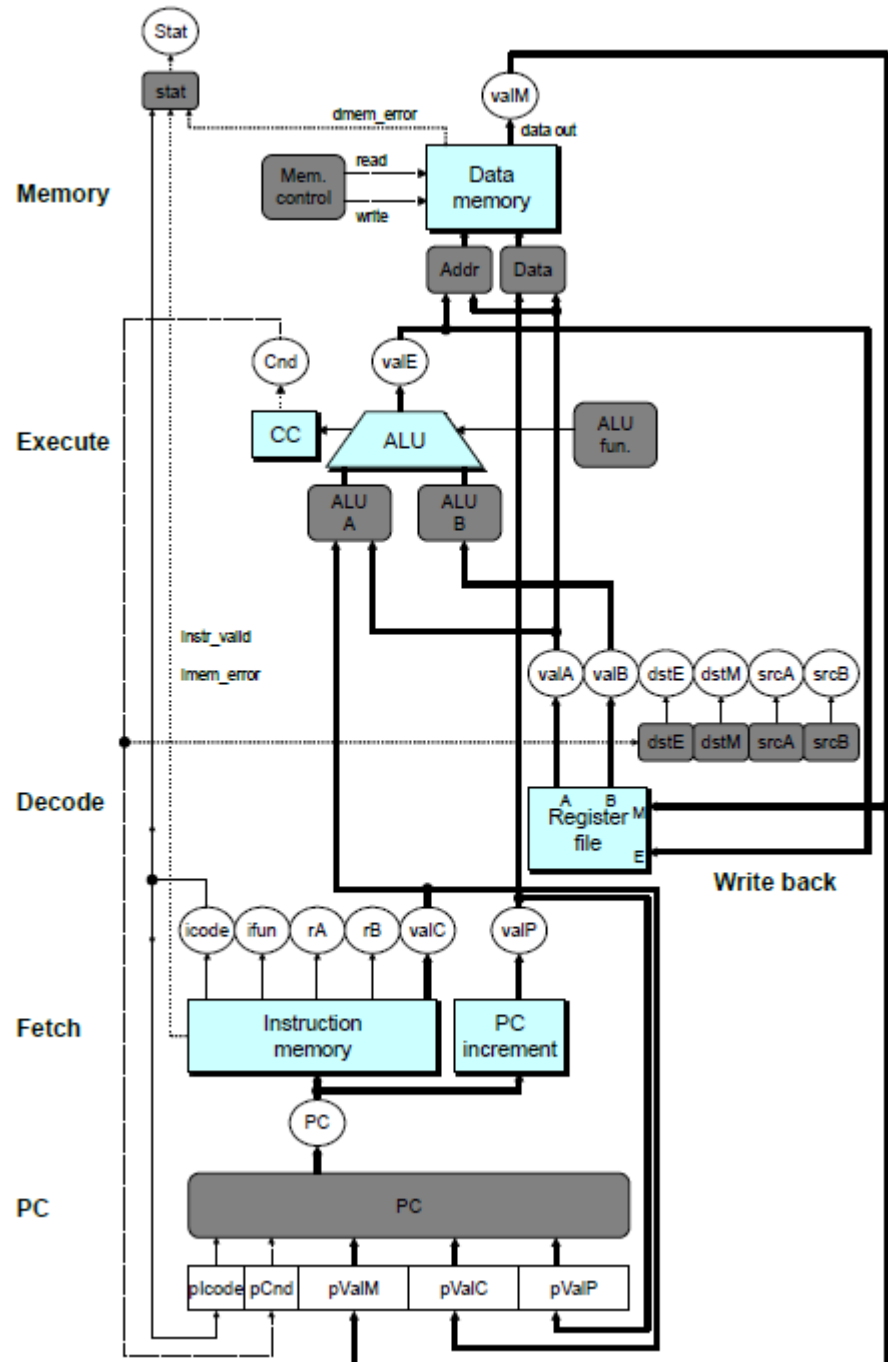 Stat
stat
valM
dmem_error
data out
Mem.
control
read
write
Data
memory
Memory
Addr
Data
Cnd
valE
CC
ALU
ALU
fun.
Execute
ALU
A
ALU
B
Instr_valid
Imem_error
valA
valB
dstE
dstM
srcA
srcB
dstE
dstM
srcA
srcB
Decode
A
B
M
Register
file
E
Write back
icode
ifun
rA
rB
valC
valP
Fetch
Instruction
memory
PC
increment
PC
PC
PC
pIcode
pCnd
pValM
pValC
pValP